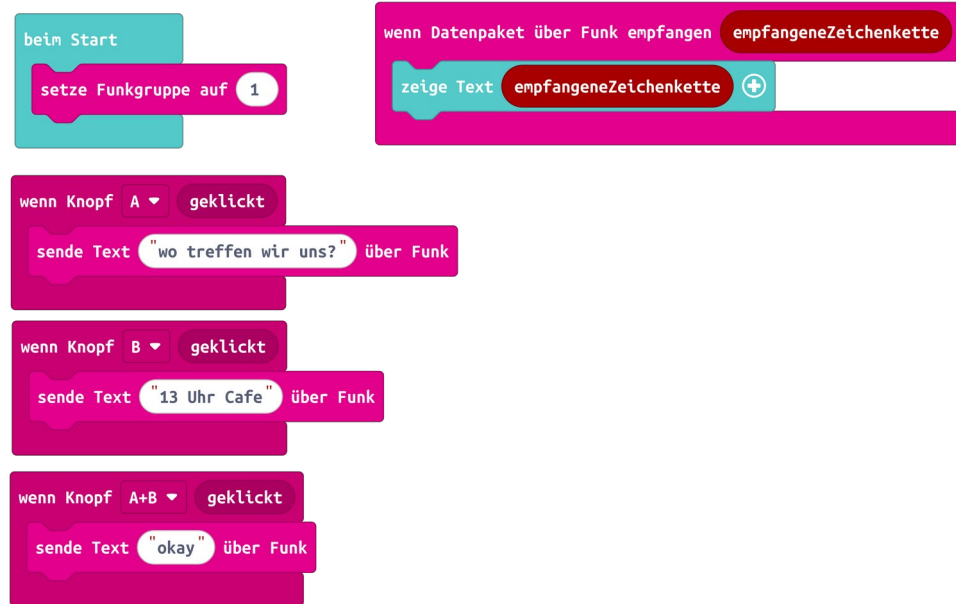 beim Start
setze Funkgruppe auf 1
wenn Datenpaket über Funk empfangen empfangeneZeichenkette
zeige Text empfangeneZeichenkette
wenn Knopf A geklickt
sende Text "wo treffen wir uns?" über Funk
wenn Knopf B geklickt
sende Text "13 Uhr Cafe" über Funk
wenn Knopf A+B geklickt
sende Text "okay" über Funk